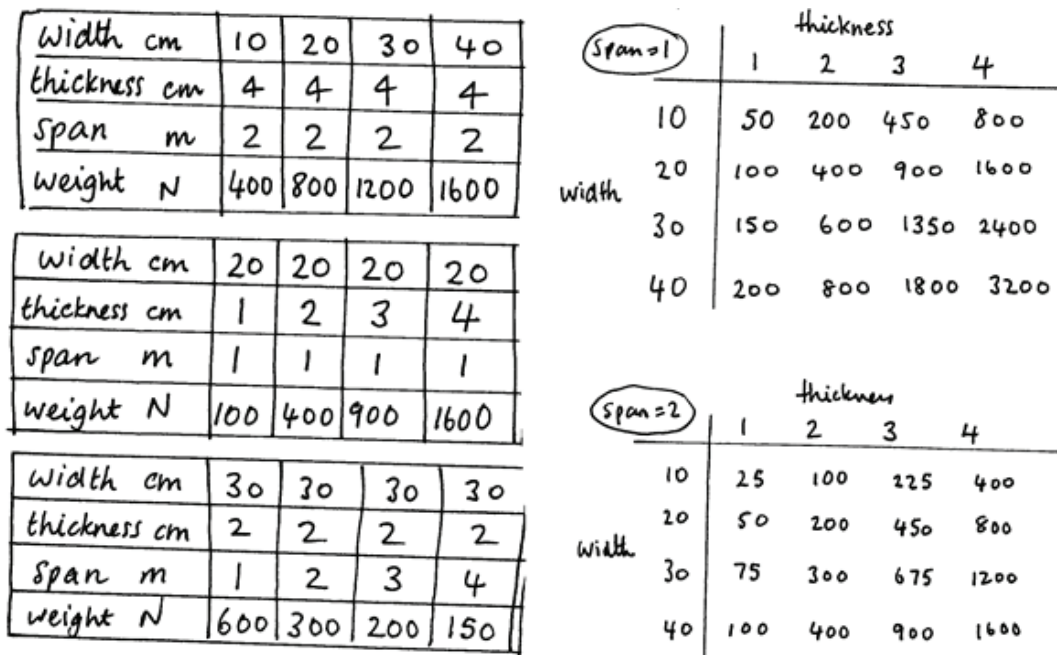 width cm 10 20 30 40
thickness cm 4 4 4 4
span m 2 2 2 2
weight N 400 800 1200 1600
width cm 20 20 20 20
thickness cm 1 2 3 4
span m 1 1 1 1
weight N 100 400 900 1600
width cm 30 30 30 30
thickness cm 2 2 2 2
span m 1 2 3 4
weight N 600 300 200 150
thickness
span=1
1 2 3 4
10 50 200 450 800
20 100 400 900 1600
width
30 150 600 1350 2400
40 200 800 1800 3200
thickness
span=2
1 2 3 4
10 25 100 225 400
20 50 200 450 800
width
30 75 300 675 1200
40 100 400 900 1600